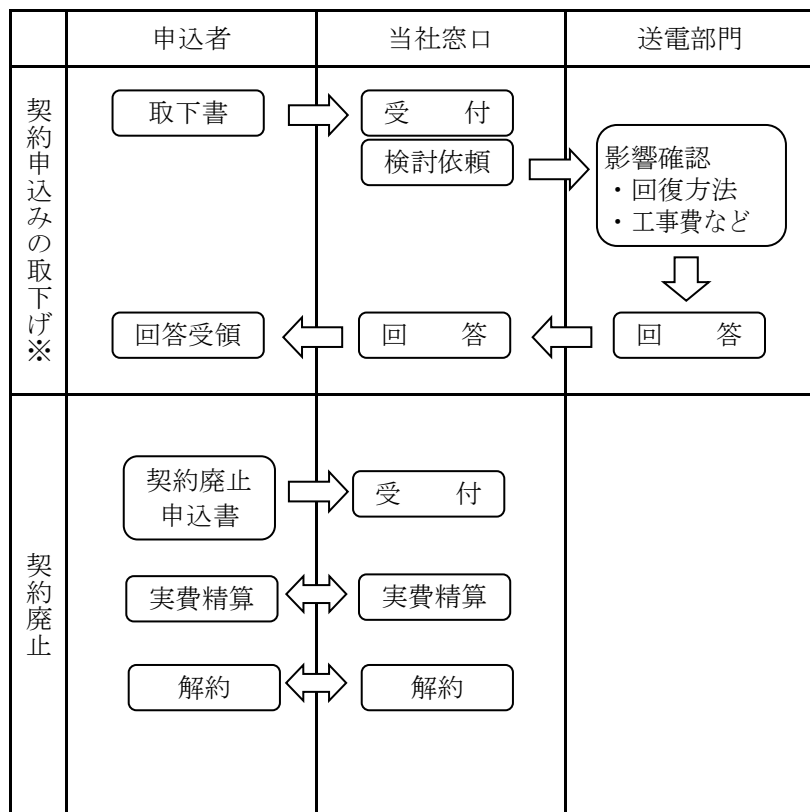 申込者
当社窓口
送電部門
契約申込みの取下げ※
取下書
受　　付
検討依頼
影響確認
・回復方法
・工事費など
回答受領
回　　答
回　　答
契約廃止
契約廃止
申込書
受　　付
実費精算
実費精算
解約
解約